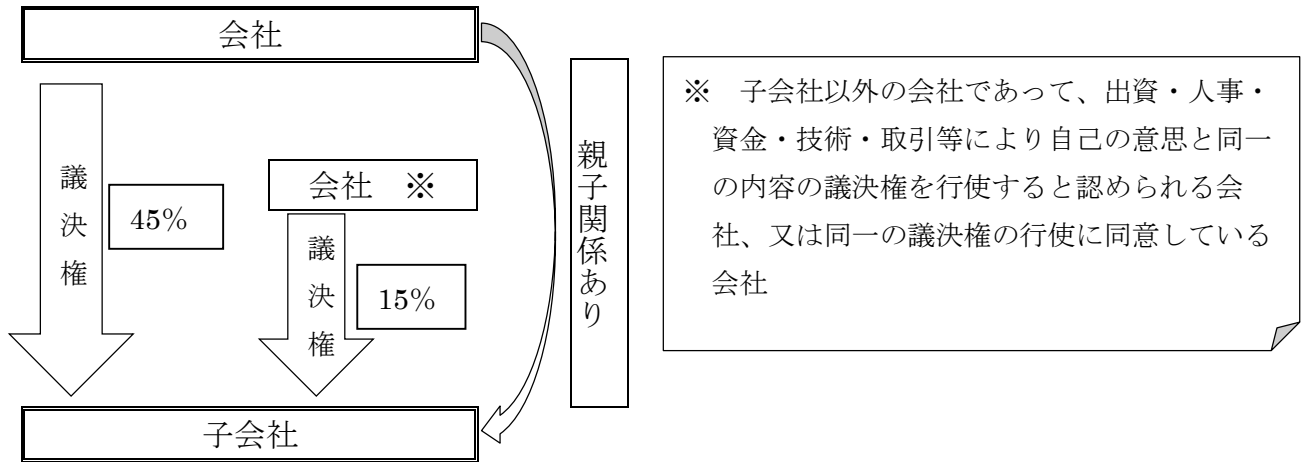 会社
議決権
45%
会社 ※
議決権
15%
親子関係あり
子会社
※ 子会社以外の会社であって、出資・人事・
資金・技術・取引等により自己の意思と同一
の内容の議決権を行使すると認められる会
社、又は同一の議決権の行使に同意している
会社